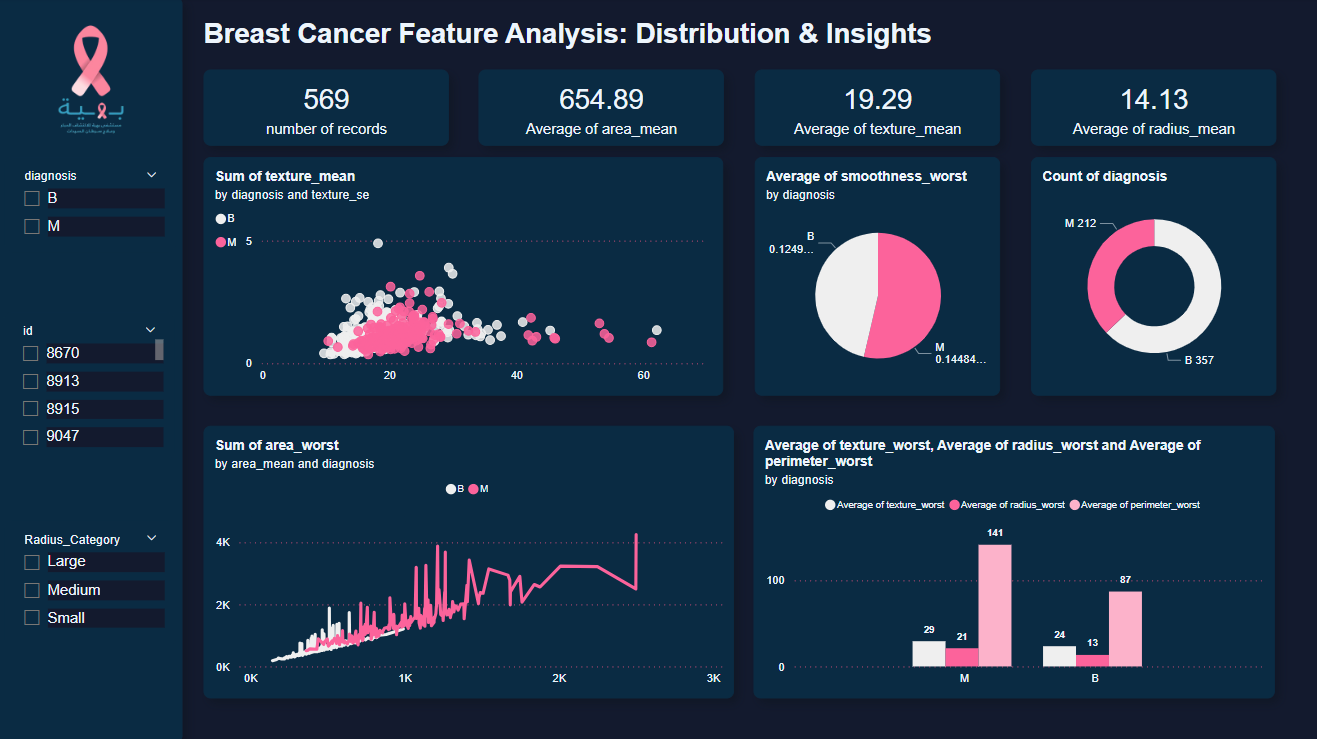 بهية
Breast Cancer Feature Analysis: Distribution & Insights
569
number of records
654.89
Average of area_mean
19.29
Average of texture_mean
14.13
Average of radius_mean
diagnosis
B
M
id
8670
8913
8915
9047
Radius_Category
Large
Medium
Small
Sum of texture_mean
by diagnosis and texture_se
B
M
5
0
0 20 40 60
Average of smoothness_worst
by diagnosis
B
0.1249...
M
0.14484...
Count of diagnosis
M 212
B 357
Sum of area_worst
by area_mean and diagnosis
B M
4K
2K
0K
0K 1K 2K 3K
Average of texture_worst, Average of radius_worst and Average of
perimeter_worst
by diagnosis
Average of texture_worst Average of radius_worst Average of perimeter_worst
100
0
29 21 141
24 13 87
M B